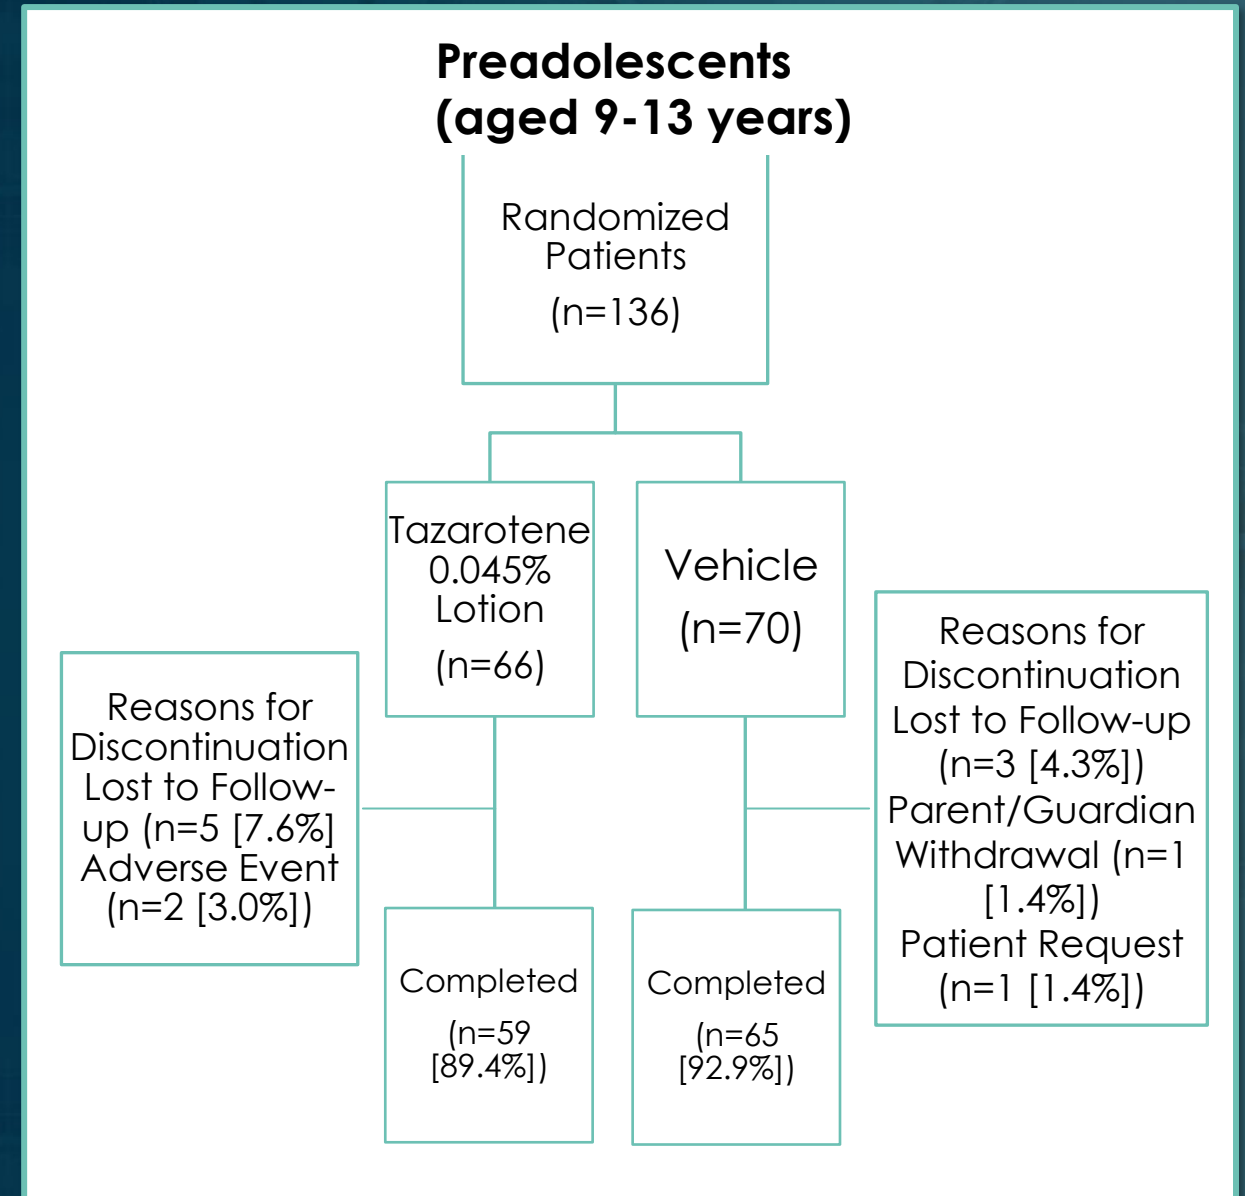 Preadolescents
(aged 9-13 years)
Randomized
Patients
(n=136)
Tazarotene
0.045%
Lotion
(n=66)
Vehicle
(n=70)
Reasons for
Discontinuation
Lost to Follow-
up (n=5 [7.6%]
Adverse Event
(n=2 [3.0%])
Reasons for
Discontinuation
Lost to Follow-up
(n=3 [4.3%])
Parent/Guardian
Withdrawal (n=1
[1.4%])
Patient Request
(n=1 [1.4%])
Completed
(n=59
[89.4%])
Completed
(n=65
[92.9%])